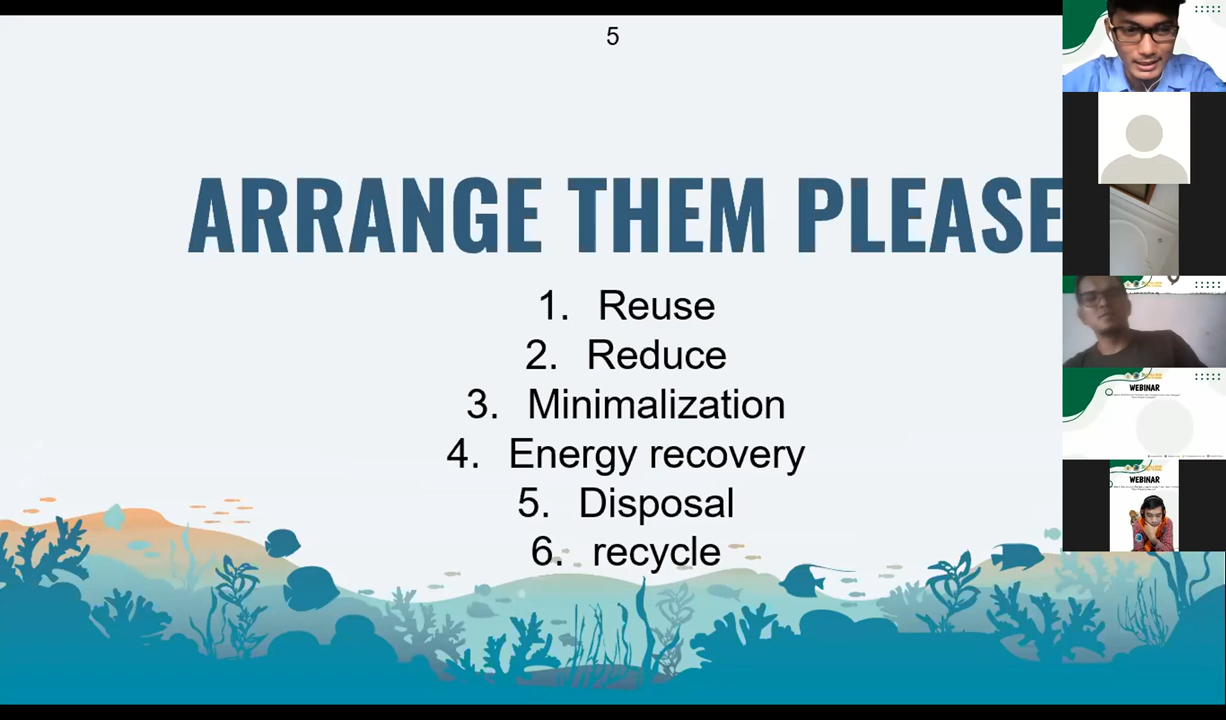 5
ARRANGE THEM PLEASE
1. Reuse
2. Reduce
3. Minimalization
4. Energy recovery
5. Disposal
6. recycle
WEBINAR
WEBINAR